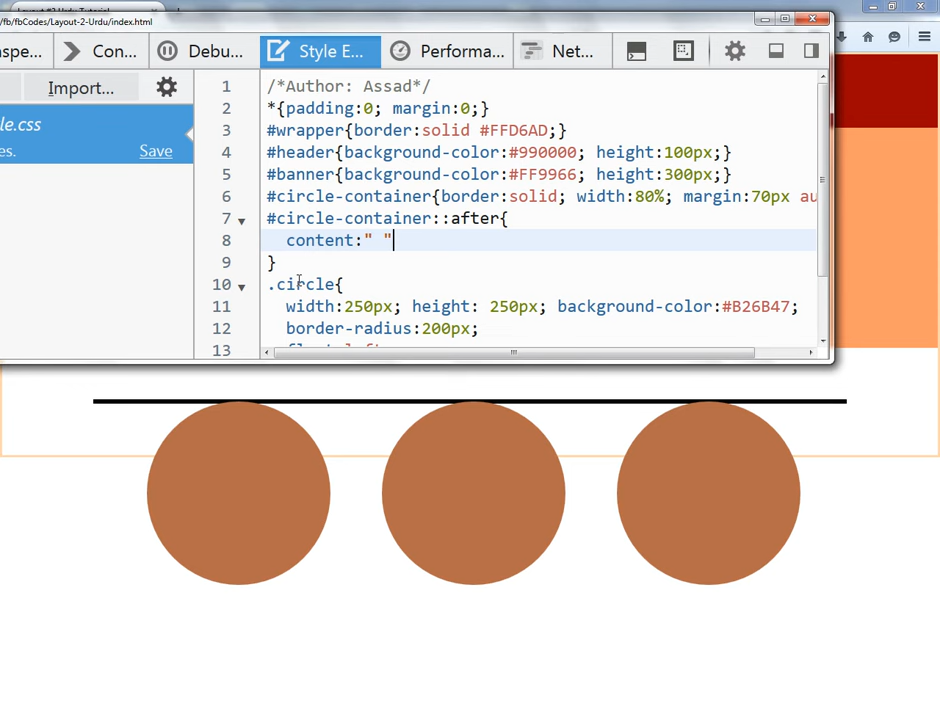 /fb/fbCodes/Layout-2-Urdu/index.html
Con... Debu... Style E... Performa... Net...
Import...
le.css
es. Save
1 /*Author: Assad*/
2 *{padding:0; margin:0;}
3 #wrapper{border:solid #FFD6AD;}
4 #header{background-color:#990000; height:100px;}
5 #banner{background-color:#FF9966; height:300px;}
6 #circle-container{border:solid; width:80%; margin:70px au
7 #circle-container::after{
8 content:" "
9 }
10 .circle{
11 width:250px; height: 250px; background-color:#B26B47;
12 border-radius:200px;
13